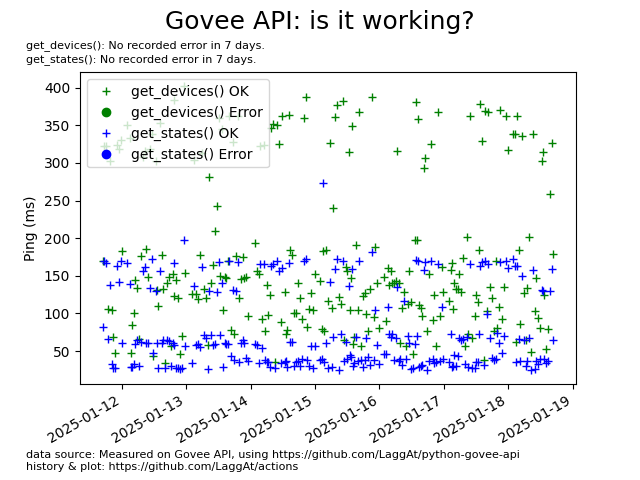 Govee API: is it working?
get_devices(): No recorded error in 7 days.
get_states(): No recorded error in 7 days.
get_devices() OK
get_devices() Error
get_states() OK
get_states() Error
Ping (ms)
400
350
300
250
200
150
100
50
2025-01-12
2025-01-13
2025-01-14
2025-01-15
2025-01-16
2025-01-17
2025-01-18
2025-01-19
data source: Measured on Govee API, using https://github.com/LaggAt/python-govee-api
history & plot: https://github.com/LaggAt/actions